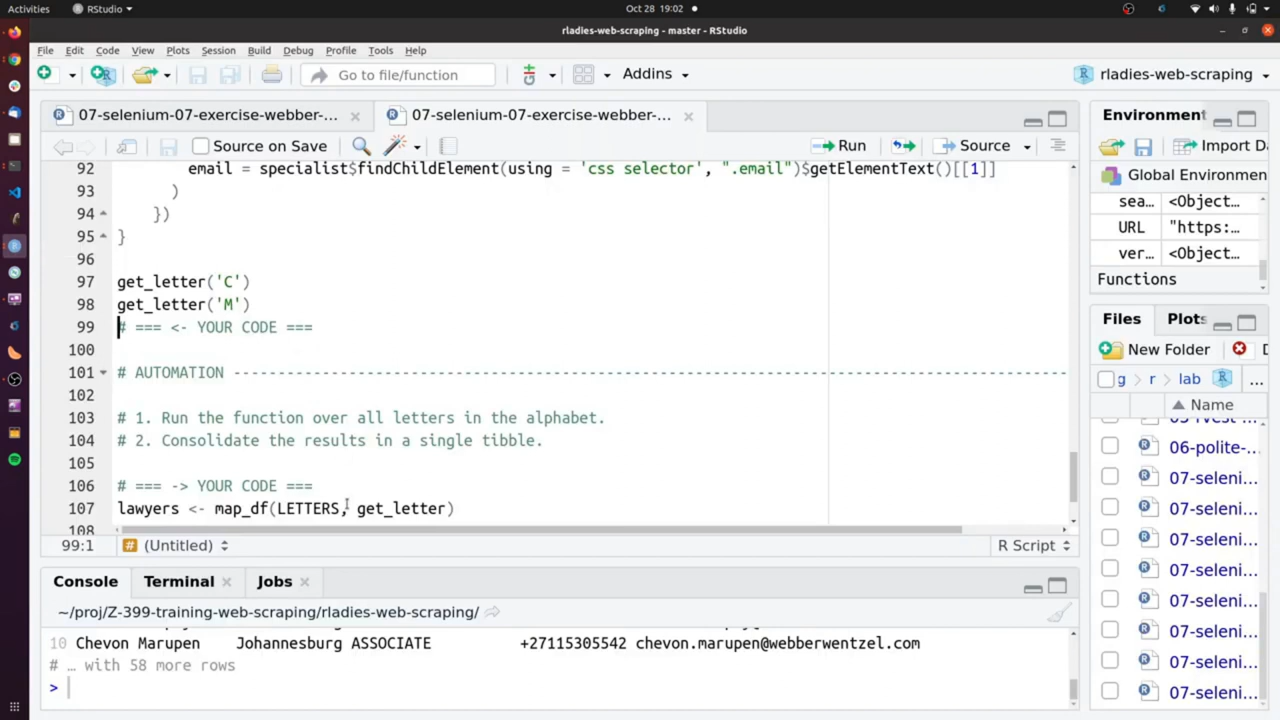 Activities RStudio Oct 28 19:02
rladies-web-scraping - master - RStudio
File Edit Code View Plots Session Build Debug Profile Tools Help
Go to file/function Addins rladies-web-scraping
07-selenium-07-exercise-webber-... 07-selenium-07-exercise-webber-...
Source on Save Run Source
92 email = specialist$findChildElement(using = 'css selector', ".email")$getElementText()[[1]]
93 )
94 })
95 }
96
97 get_letter('C')
98 get_letter('M')
99 # === <- YOUR CODE ===
100
101 # AUTOMATION ----------------------------------------------------------------------
102
103 # 1. Run the function over all letters in the alphabet.
104 # 2. Consolidate the results in a single tibble.
105
106 # === -> YOUR CODE ===
107 lawyers <- map_df(LETTERS, get_letter)
108
99:1 (Untitled) R Script
Console Terminal Jobs
~/proj/Z-399-training-web-scraping/rladies-web-scraping/
10 Chevon Marupen Johannesburg ASSOCIATE +27115305542 chevon.marupen@webberwentzel.com
# … with 58 more rows
>
Environment
Import Da
Global Environmen
sea... <Object...
URL "https:...
ver... <Object...
Functions
Files Plots
New Folder D
g r lab ...
Name
06-polite-...
07-seleni...
07-seleni...
07-seleni...
07-seleni...
07-seleni...
07-seleni...
07-seleni...
07-seleni...